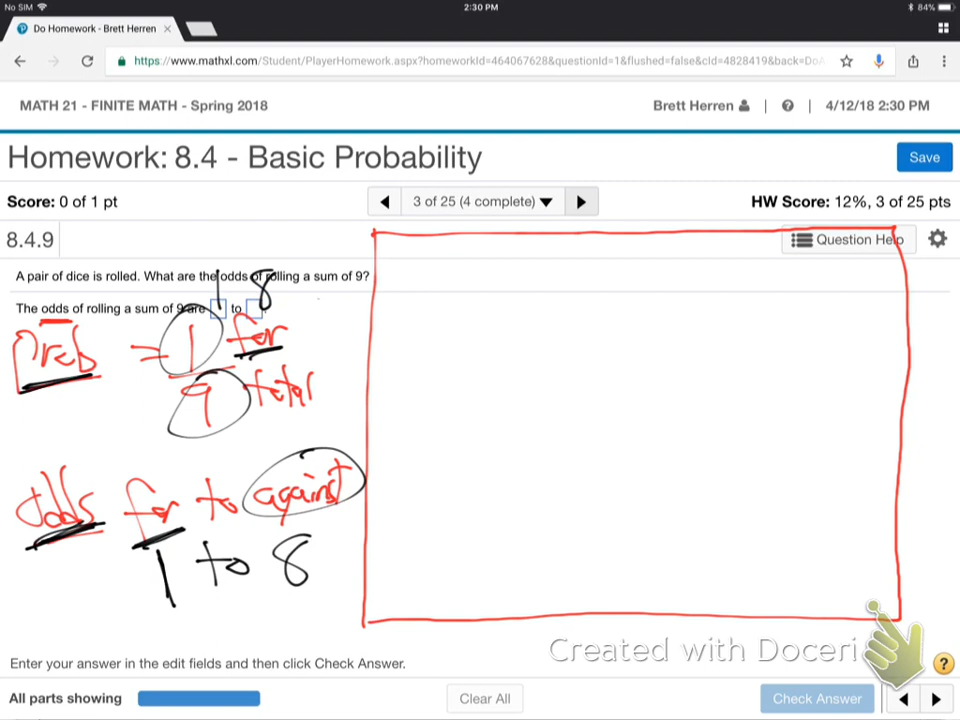 No SIM 2:30 PM 84%
Do Homework - Brett Herren ×
https://www.mathxl.com/Student/PlayerHomework.aspx?homeworkId=464067628&questionId=1&flushed=false&cId=4828419&back=DoA
MATH 21 - FINITE MATH - Spring 2018 Brett Herren | ? | 4/12/18 2:30 PM
Homework: 8.4 - Basic Probability Save
Score: 0 of 1 pt 3 of 25 (4 complete) HW Score: 12%, 3 of 25 pts
8.4.9 Question Help
A pair of dice is rolled. What are the odds of rolling a sum of 9?
1 8
The odds of rolling a sum of 9 are to
Prob = 1 for
9 total
odds for to against
1 to 8
Created with Doceri
Enter your answer in the edit fields and then click Check Answer. ?
All parts showing Clear All Check Answer